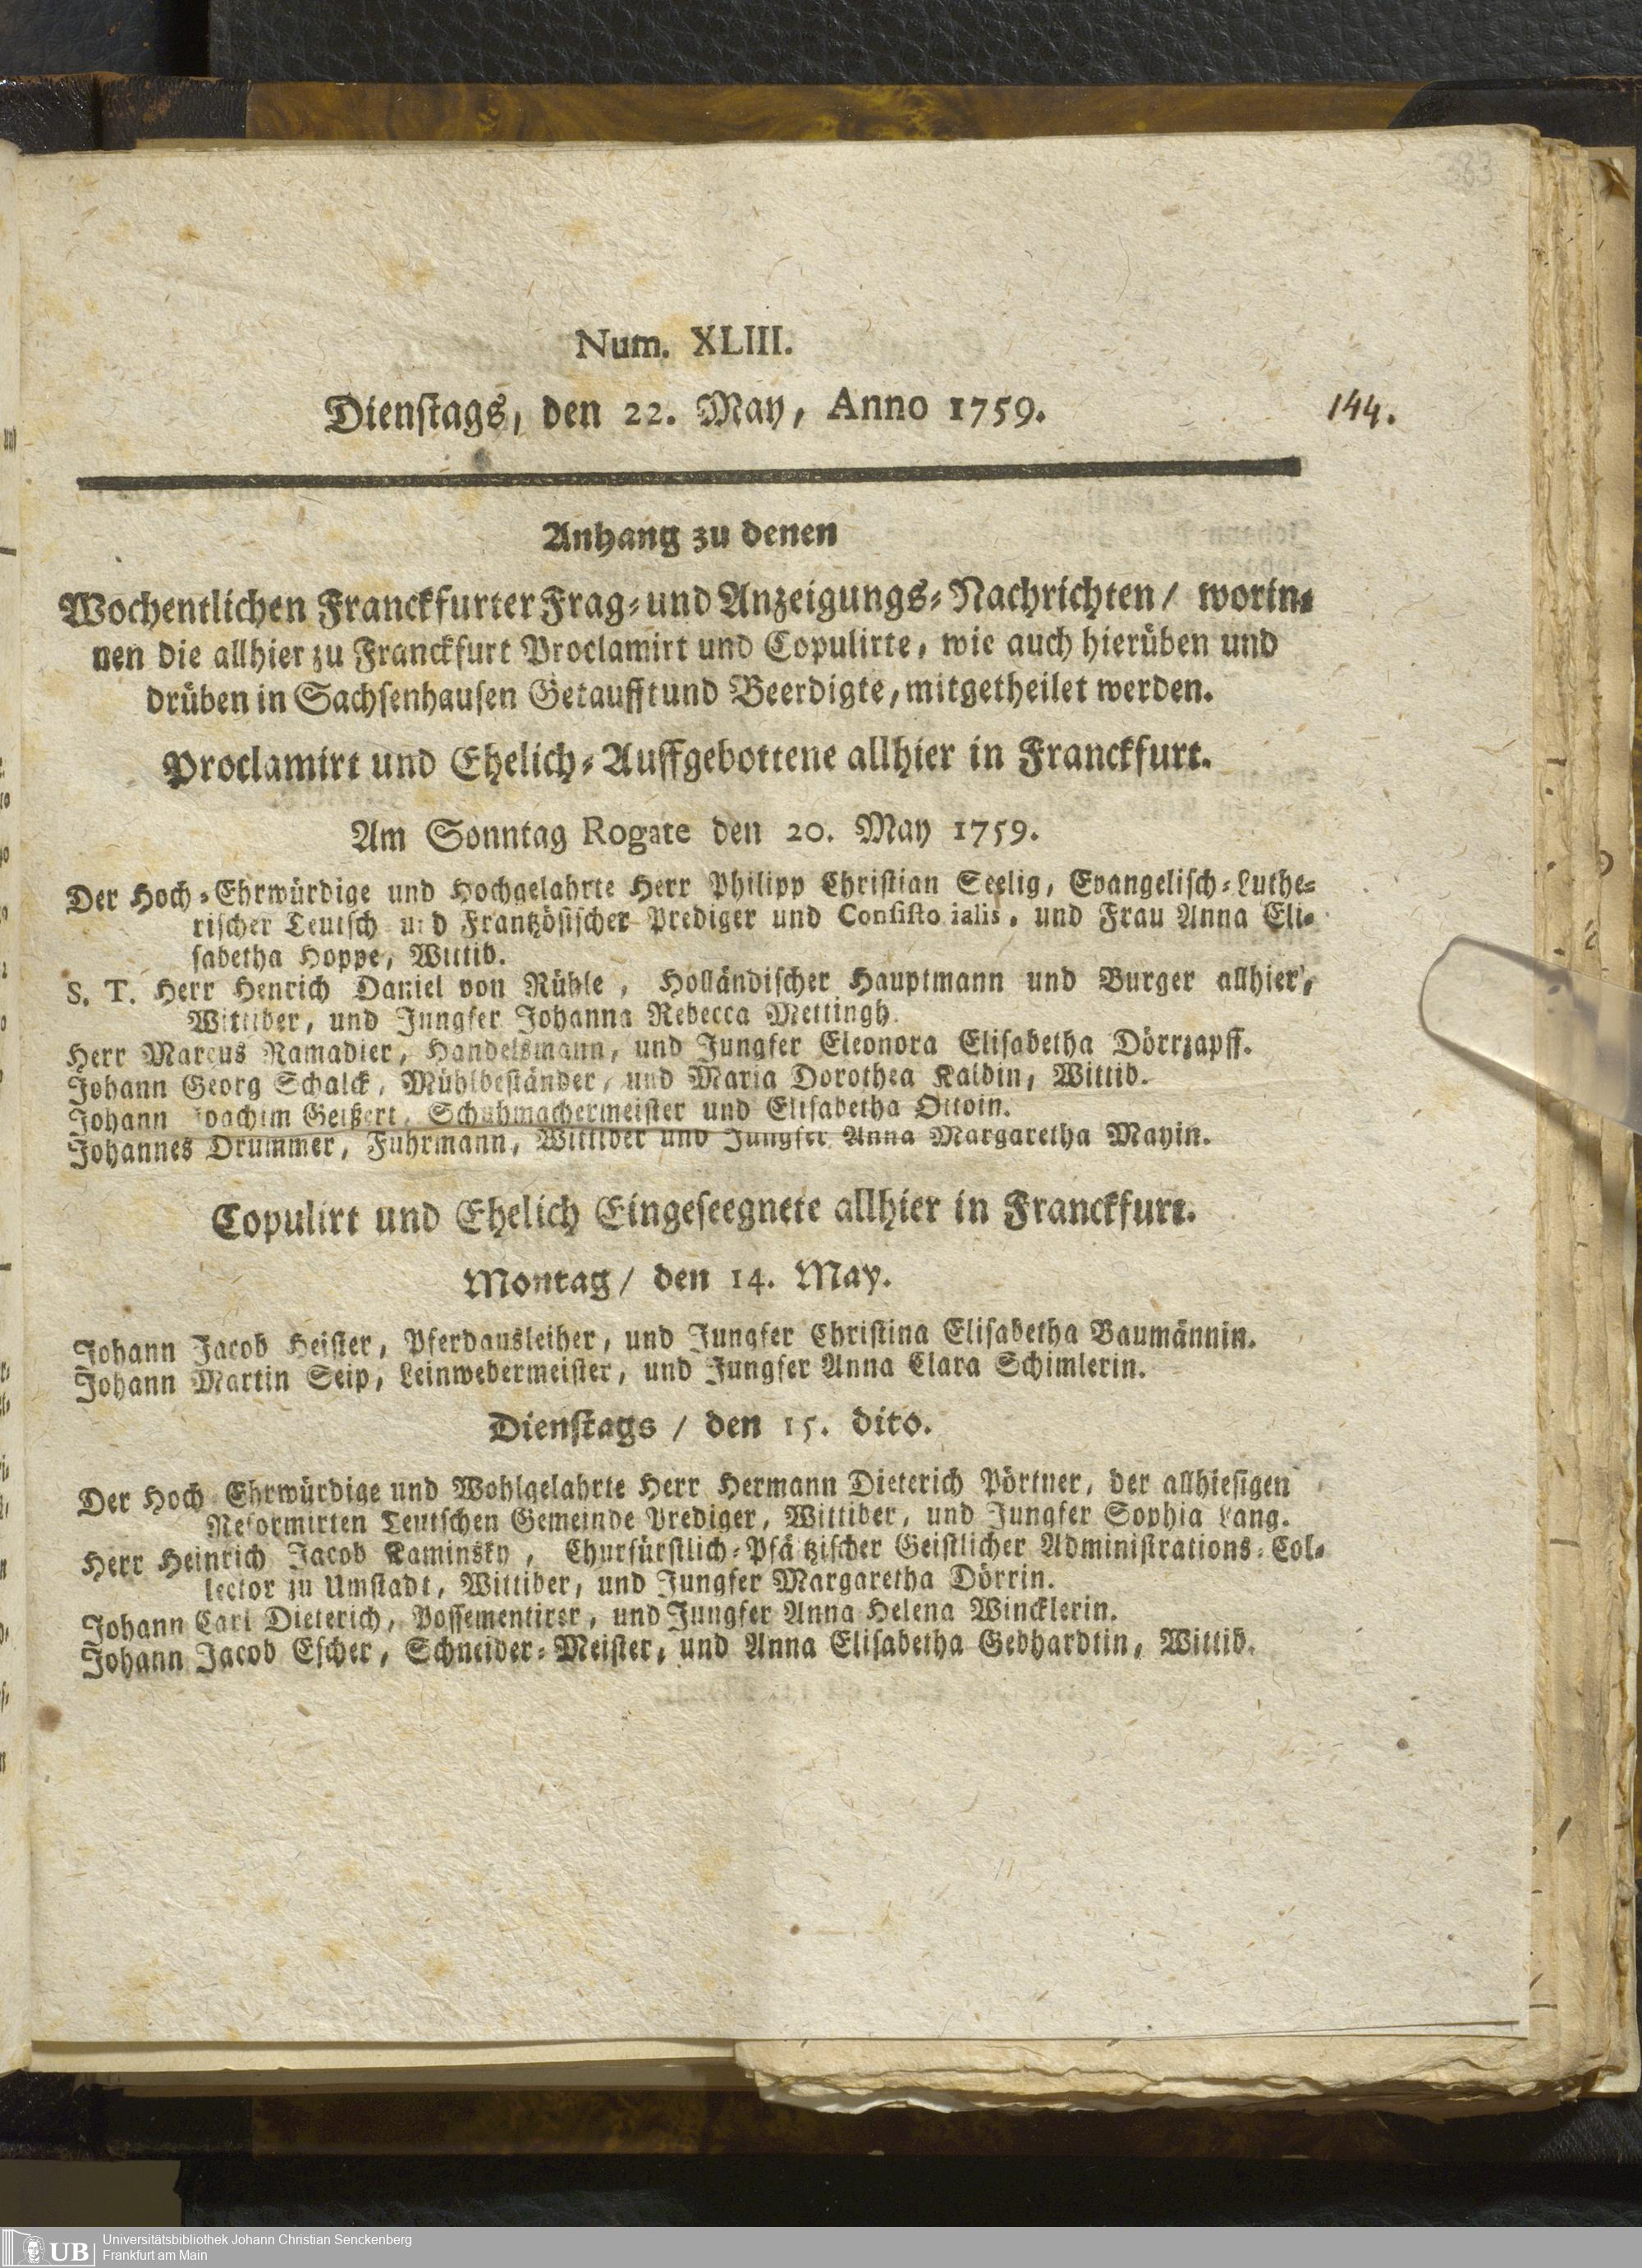 383
Num. XLIII.
Dienstags, den 22. May, Anno 1759.
144.
Anhang zu denen
Wochentlichen Franckfurter Frag- und Anzeigungs-Nachrichten / worin-
nen die allhier zu Franckfurt Proclamirt und Copulirte, wie auch hierüben und
drüben in Sachsenhausen Getaufft und Beerdigte, mitgetheilet werden.
Proclamirt und Ehelich-Auffgebottene allhier in Franckfurt.
Am Sonntag Rogate den 20. May 1759.
Der Hoch-Ehrwürdige und Hochgelahrte Herr Philipp Christian Seelig, Evangelisch-Luthe-
rischer Teutsch und Frantzösischer Prediger und Consisto ialis, und Frau Anna Eli-
sabetha Hoppe, Wittib.
S. T. Herr Henrich Daniel von Rühle, Holländischer Hauptmann und Burger allhier,
Wittiber, und Jungfer Johanna Rebecca Mettingh.
Herr Marcus Ramadier, Handelsmann, und Jungfer Eleonora Elisabetha Dörrzapff.
Johann Georg Schalck, Mühlbeständer, und Maria Dorothea Kalbin, Wittib.
Johann Joachim Geißert, Schuhmachermeister und Elisabetha Ottoin.
Johannes Drummer, Fuhrmann, Wittiber und Jungfer Anna Margaretha Mayin.
Copulirt und Ehelich Eingeseegnete allhier in Franckfurt.
Montag / den 14. May.
Johann Jacob Heister, Pferdausleiher, und Jungfer Christina Elisabetha Baumännin.
Johann Martin Seip, Leinwebermeister, und Jungfer Anna Clara Schimlerin.
Dienstags / den 15. dito.
Der Hoch Ehrwürdige und Wohlgelahrte Herr Hermann Dieterich Pörtner, der allhiesigen
Reformirten Teutschen Gemeinde Prediger, Wittiber, und Jungfer Sophia Lang.
Herr Heinrich Jacob Kaminsky, Churfürstlich-Pfältzischer Geistlicher Administrations-Col-
lector zu Umstadt, Wittiber, und Jungfer Margaretha Dörrin.
Johann Carl Dieterich, Possementirer, und Jungfer Anna Helena Wincklerin.
Johann Jacob Escher, Schneider-Meister, und Anna Elisabetha Gebhardtin, Wittib.
UB
Universitätsbibliothek Johann Christian Senckenberg
Frankfurt am Main